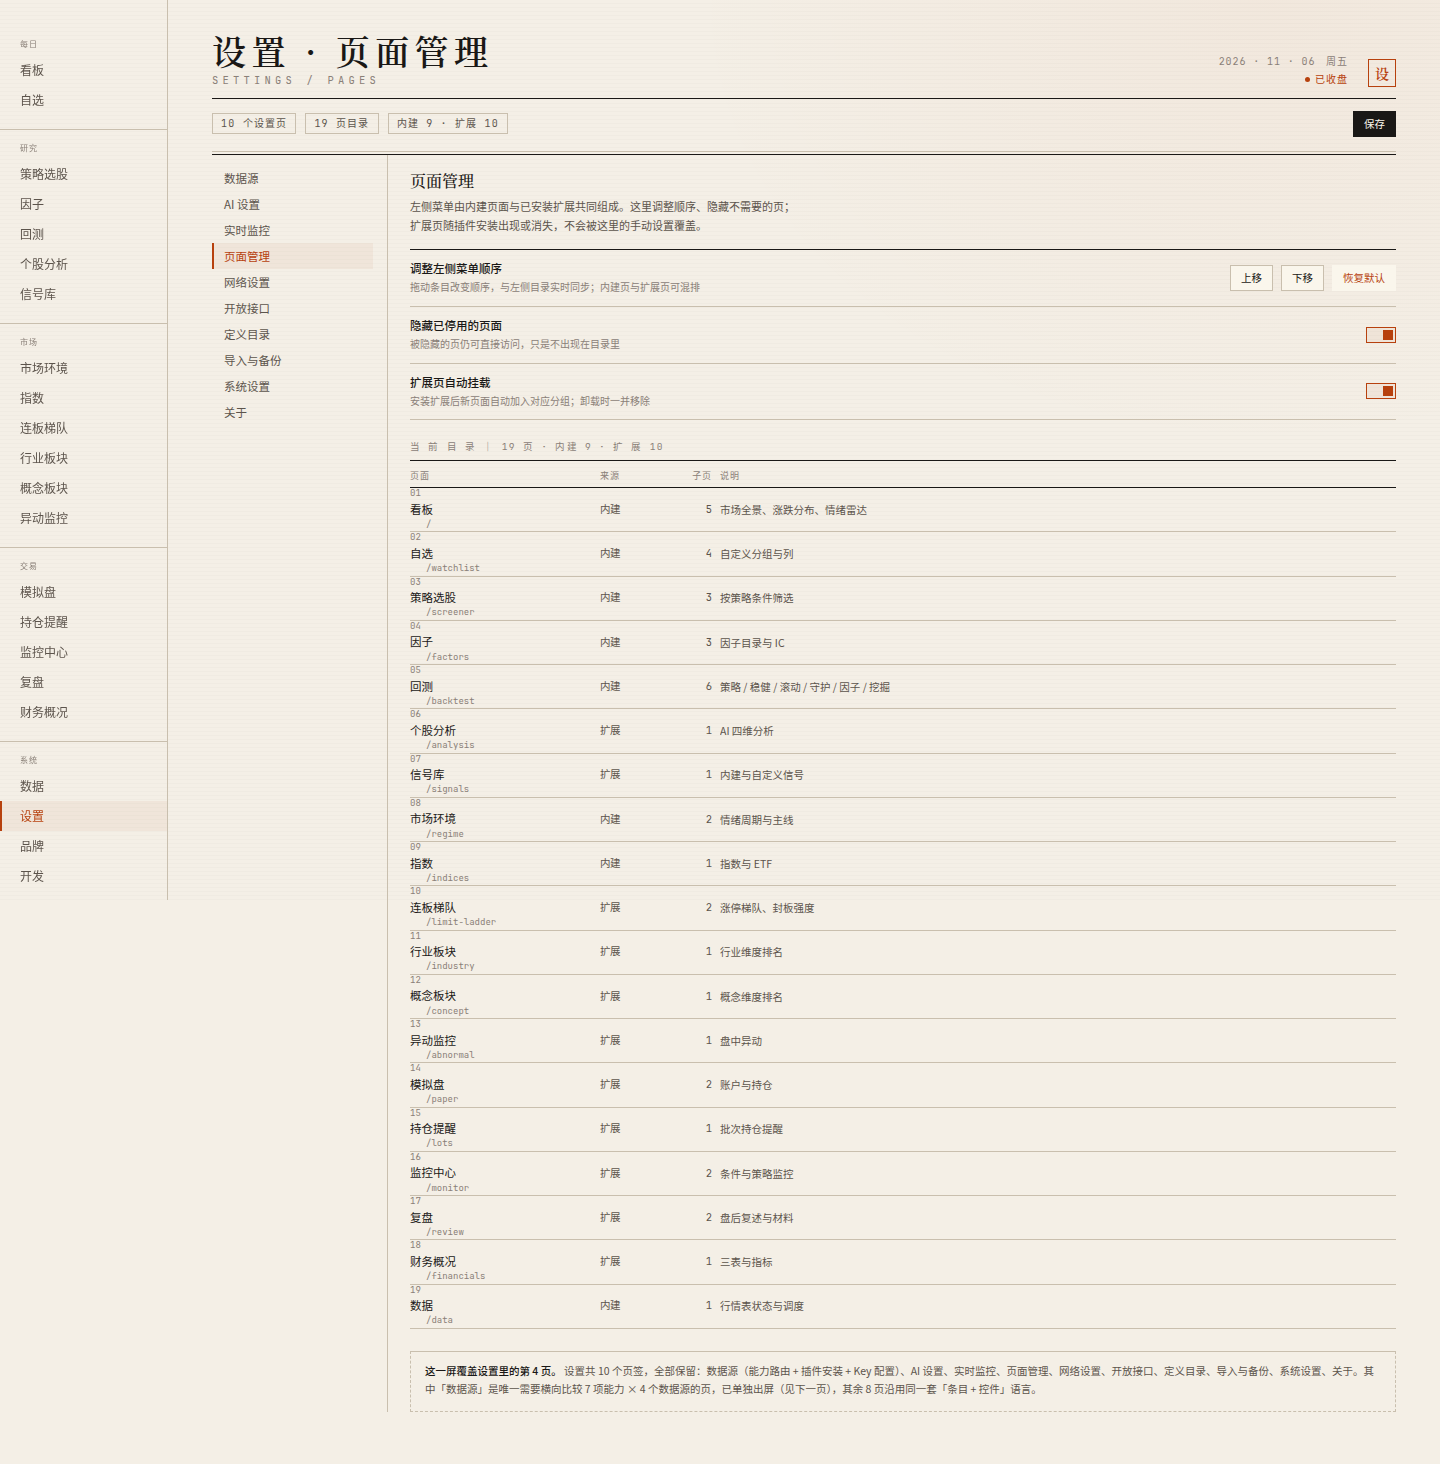 每日
看板
自选
研究
策略选股
因子
回测
个股分析
信号库
市场
市场环境
指数
连板梯队
行业板块
概念板块
异动监控
交易
模拟盘
持仓提醒
监控中心
复盘
财务概况
系统
数据
设置
品牌
开发
设置 · 页面管理
SETTINGS / PAGES
2026 · 11 · 06 周五
已收盘
设
10 个设置页
19 页目录
内建 9 · 扩展 10
保存
数据源
AI 设置
实时监控
页面管理
网络设置
开放接口
定义目录
导入与备份
系统设置
关于
页面管理
左侧菜单由内建页面与已安装扩展共同组成。这里调整顺序、隐藏不需要的页；
扩展页随插件安装出现或消失，不会被这里的手动设置覆盖。
调整左侧菜单顺序
拖动条目改变顺序，与左侧目录实时同步；内建页与扩展页可混排
上移
下移
恢复默认
隐藏已停用的页面
被隐藏的页仍可直接访问，只是不出现在目录里
扩展页自动挂载
安装扩展后新页面自动加入对应分组；卸载时一并移除
当前目录 | 19 页 · 内建 9 · 扩展 10
页面 来源 子页 说明
01
看板 内建 5 市场全景、涨跌分布、情绪雷达
/
02
自选 内建 4 自定义分组与列
/watchlist
03
策略选股 内建 3 按策略条件筛选
/screener
04
因子 内建 3 因子目录与 IC
/factors
05
回测 内建 6 策略 / 稳健 / 滚动 / 守护 / 因子 / 挖掘
/backtest
06
个股分析 扩展 1 AI 四维分析
/analysis
07
信号库 扩展 1 内建与自定义信号
/signals
08
市场环境 内建 2 情绪周期与主线
/regime
09
指数 内建 1 指数与 ETF
/indices
10
连板梯队 扩展 2 涨停梯队、封板强度
/limit-ladder
11
行业板块 扩展 1 行业维度排名
/industry
12
概念板块 扩展 1 概念维度排名
/concept
13
异动监控 扩展 1 盘中异动
/abnormal
14
模拟盘 扩展 2 账户与持仓
/paper
15
持仓提醒 扩展 1 批次持仓提醒
/lots
16
监控中心 扩展 2 条件与策略监控
/monitor
17
复盘 扩展 2 盘后复述与材料
/review
18
财务概况 扩展 1 三表与指标
/financials
19
数据 内建 1 行情表状态与调度
/data
这一屏覆盖设置里的第 4 页。 设置共 10 个页签，全部保留：数据源（能力路由 + 插件安装 + Key 配置）、AI 设置、实时监控、页面管理、网络设置、开放接口、定义目录、导入与备份、系统设置、关于。其
中「数据源」是唯一需要横向比较 7 项能力 × 4 个数据源的页，已单独出屏（见下一页），其余 8 页沿用同一套「条目 + 控件」语言。